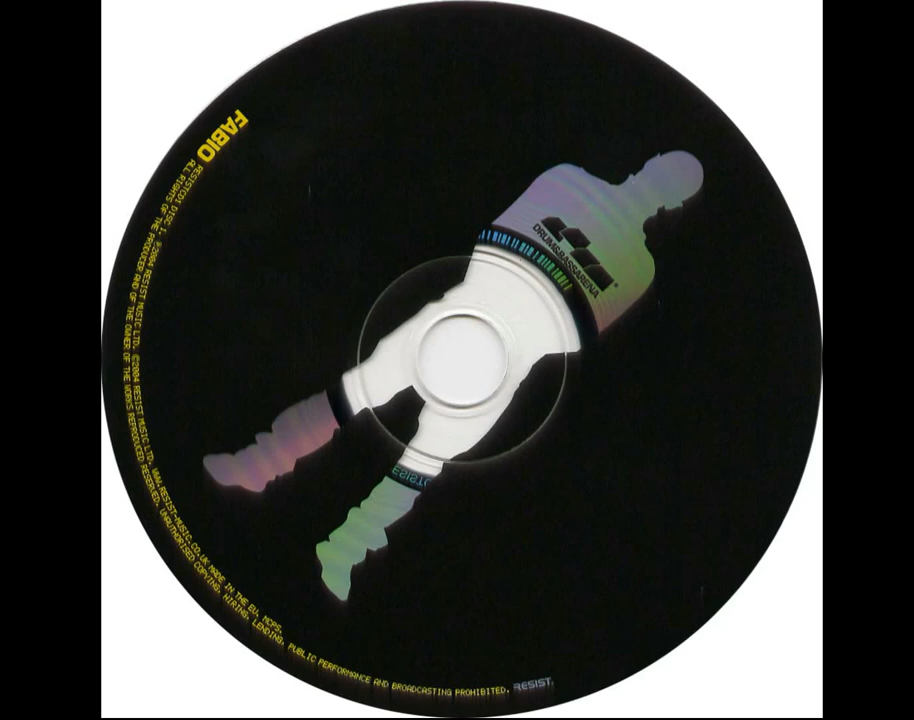 FABIO
RESISTCD1 DISC 1. ℗2004 RESIST MUSIC LTD. ©2004 RESIST MUSIC LTD. WWW.RESIST-MUSIC.CO.UK MADE IN THE EU. MCPS.
ALL RIGHTS OF THE PRODUCER AND OF THE OWNER OF THE WORKS REPRODUCED RESERVED. UNAUTHORISED COPYING, HIRING, LENDING, PUBLIC PERFORMANCE AND BROADCASTING PROHIBITED.
RESIST.
DRUM&BASSARENA